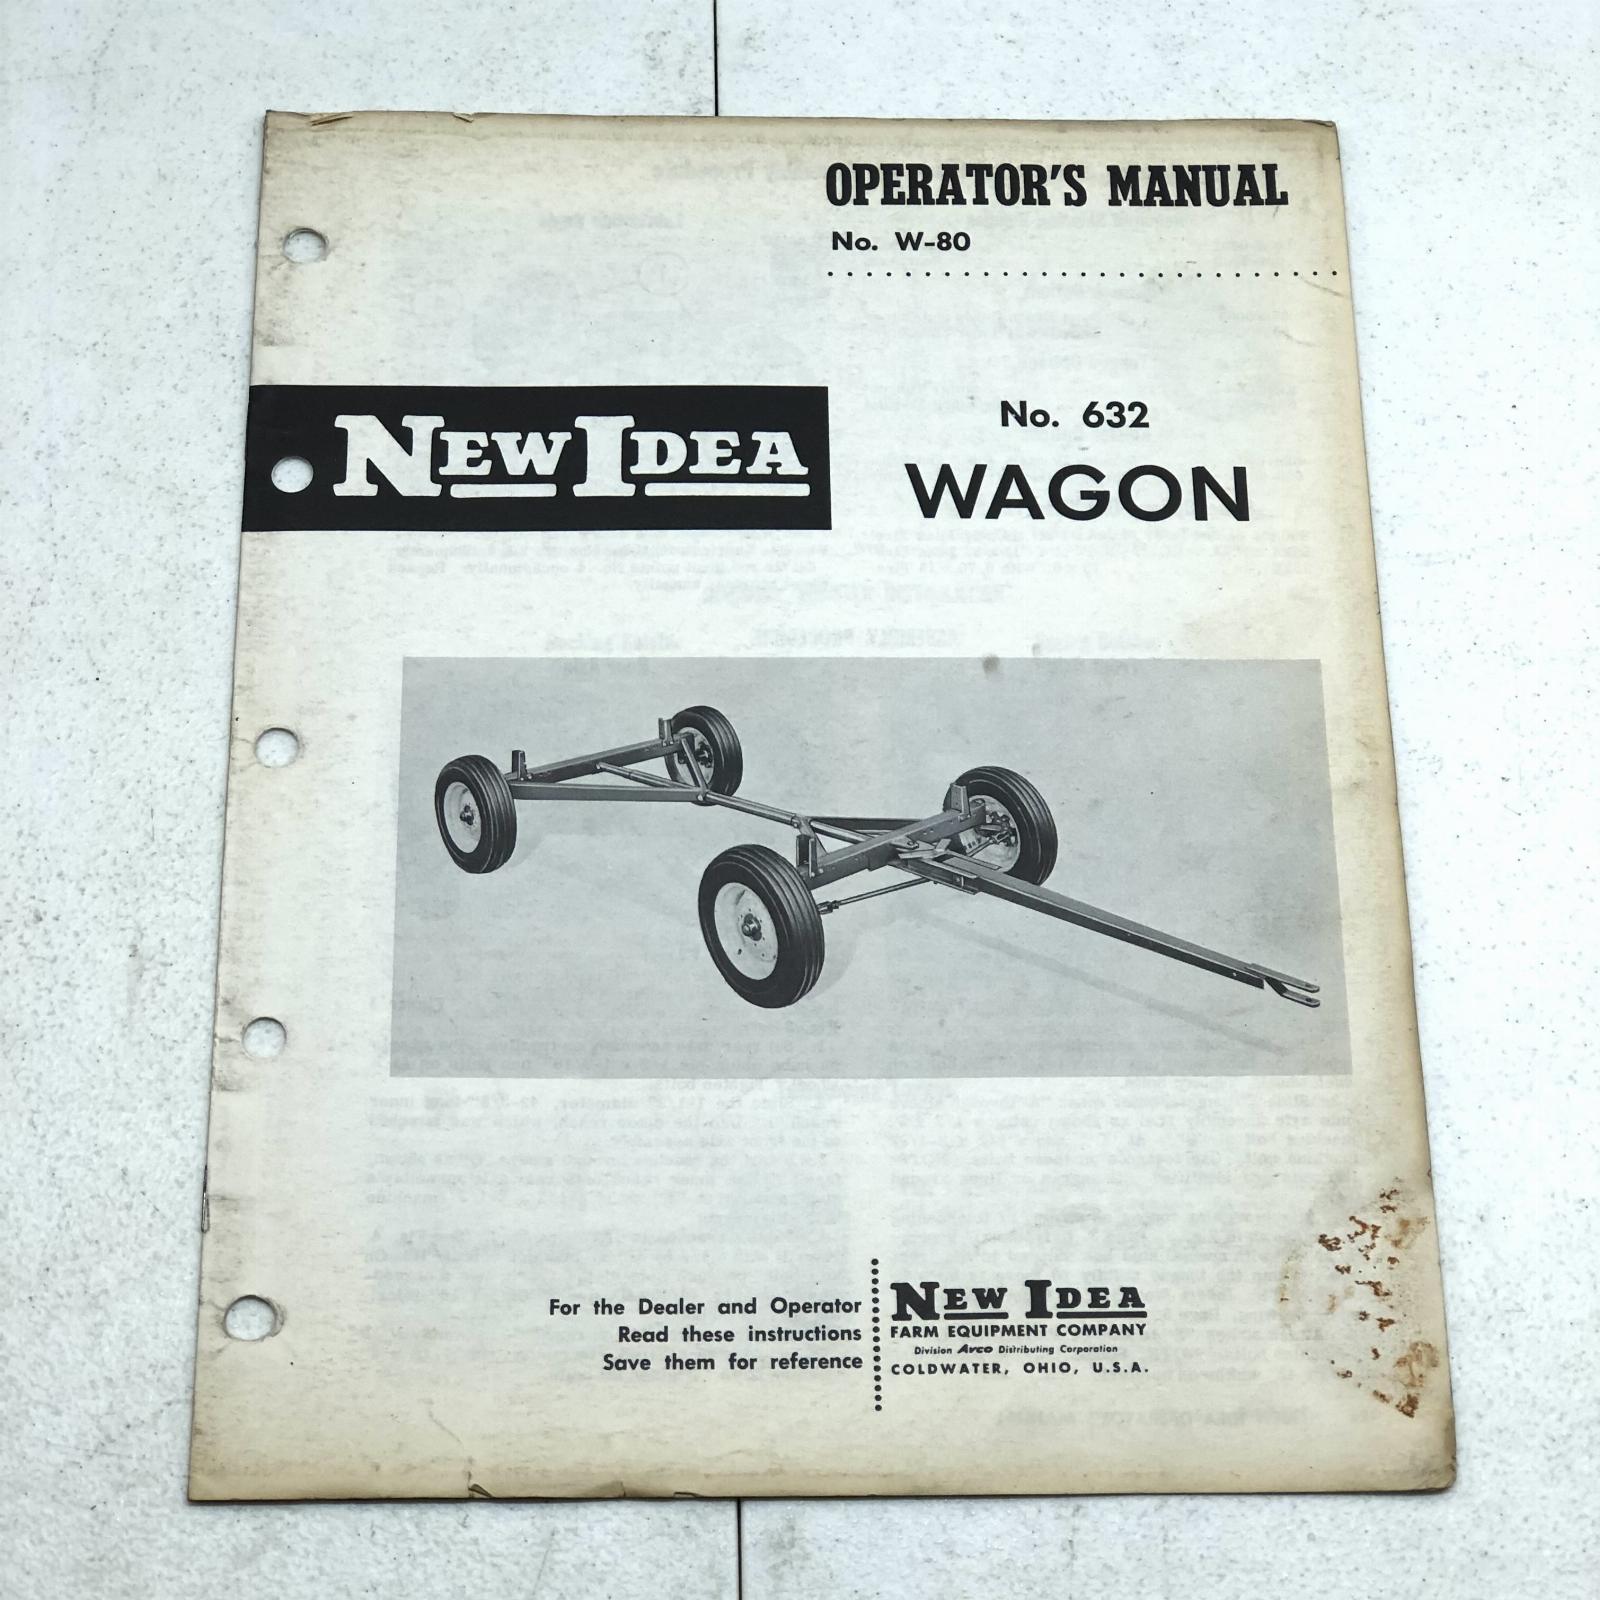 OPERATOR'S MANUAL
No. W-80
NEW IDEA
No. 632
WAGON
For the Dealer and Operator
Read these instructions
Save them for reference
NEW IDEA
FARM EQUIPMENT COMPANY
Division Avco Distributing Corporation
COLDWATER, OHIO, U.S.A.